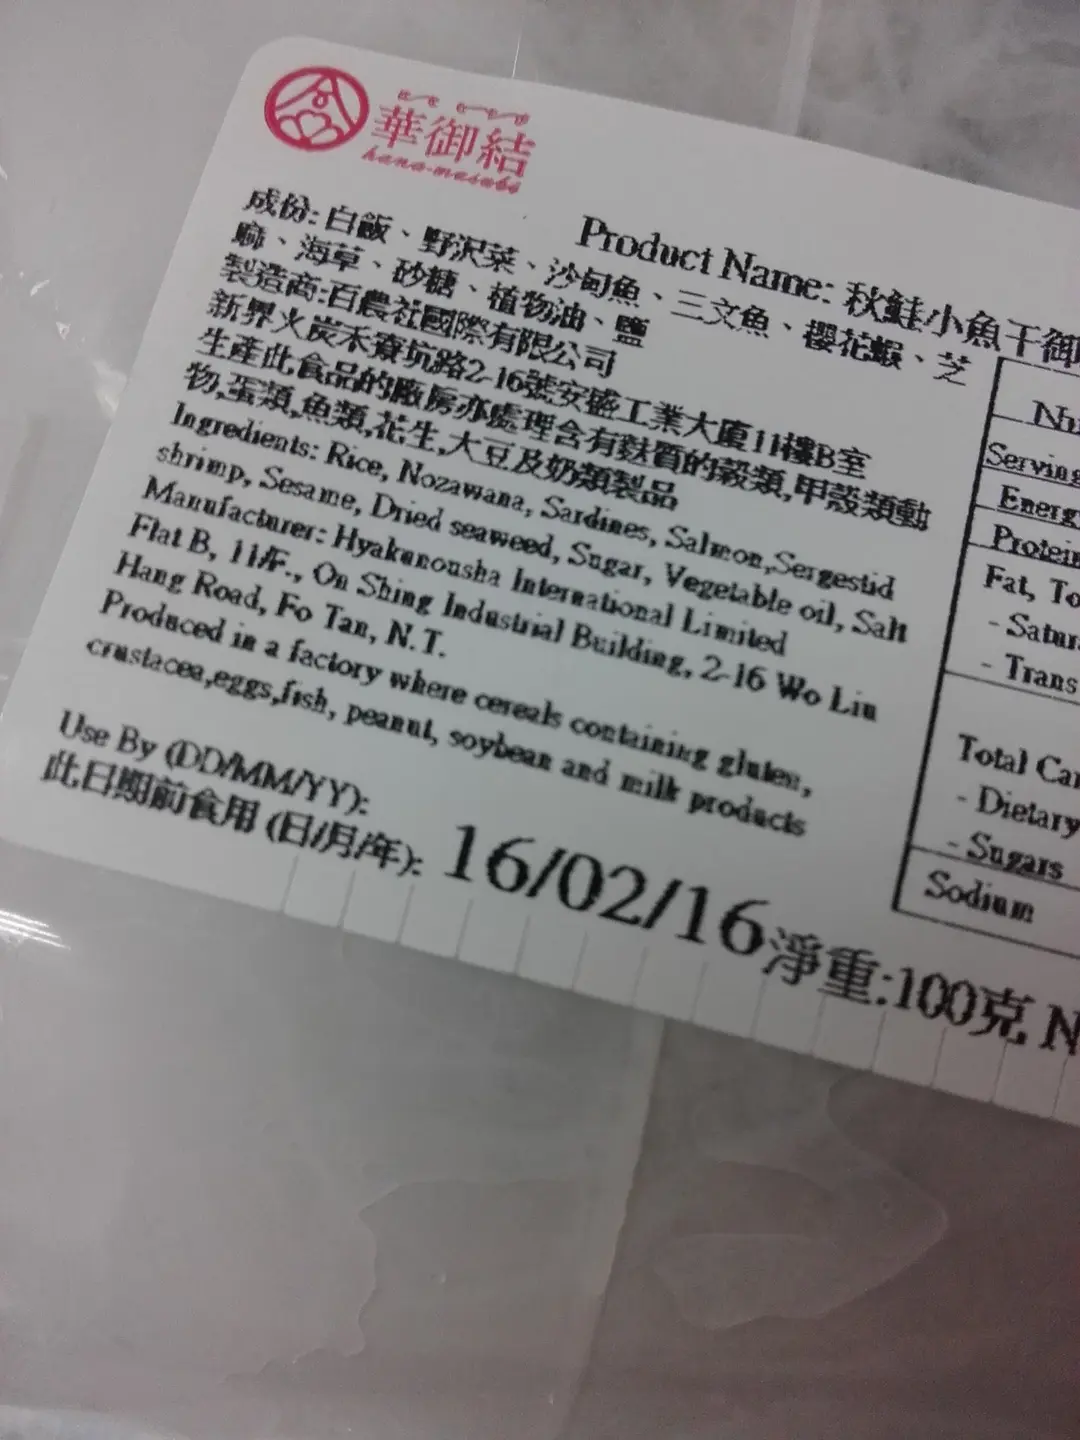 華御結
hana-musubi
Product Name: 秋鮭小魚干御
成份: 白飯、野沢菜、沙甸魚、三文魚、櫻花蝦、芝
麻、海草、砂糖、植物油、鹽
製造商:百農社國際有限公司
新界火炭禾寮坑路2-16號安盛工業大廈11樓B室
生產此食品的廠房亦處理含有麩質的穀類,甲殼類動
物,蛋類,魚類,花生,大豆及奶類製品
Ingredients: Rice, Nozawana, Sardines, Salmon,Sergestid
shrimp, Sesame, Dried seaweed, Sugar, Vegetable oil, Salt
Manufacturer: Hyakunousha International Limited
Flat B, 11/F., On Shing Industrial Building, 2-16 Wo Liu
Hang Road, Fo Tan, N.T.
Produced in a factory where cereals containing gluten,
crustacea,eggs,fish, peanut, soybean and milk products
Use By (DD/MM/YY):
此日期前食用 (日/月/年): 16/02/16 淨重:100克 N
Nu
Serving
Energ
Protein
Fat, To
- Satur
- Trans
Total Car
- Dietary
- Sugars
Sodium